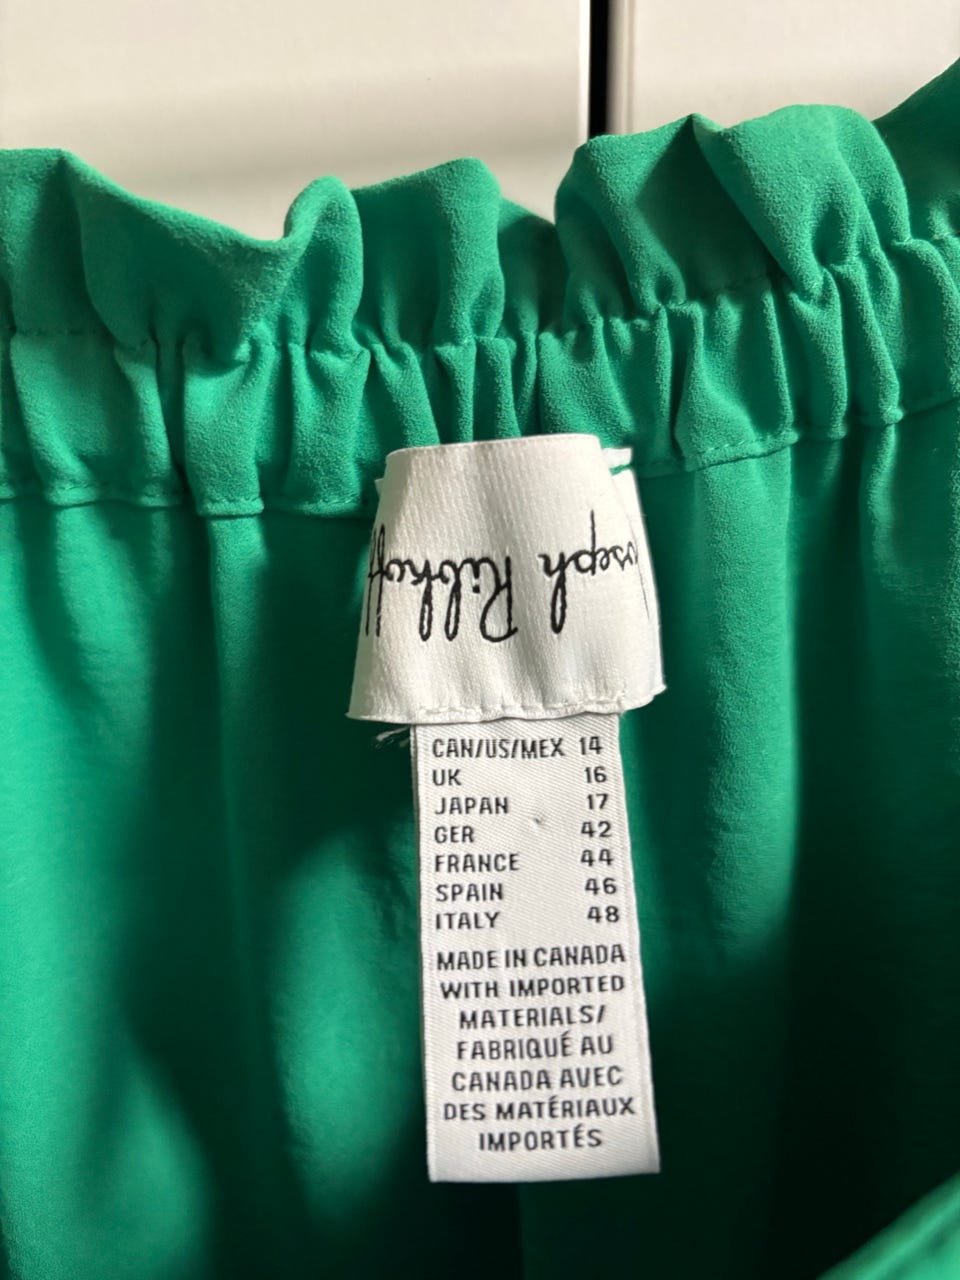 Joseph Ribkoff
CAN/US/MEX 14
UK 16
JAPAN 17
GER 42
FRANCE 44
SPAIN 46
ITALY 48
MADE IN CANADA
WITH IMPORTED
MATERIALS/
FABRIQUÉ AU
CANADA AVEC
DES MATÉRIAUX
IMPORTÉS